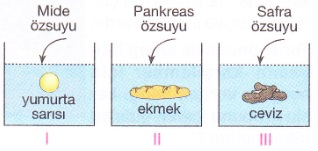 Mide
özsuyu
Pankreas
özsuyu
Safra
özsuyu
yumurta
sarısı
ekmek
ceviz
I
II
III